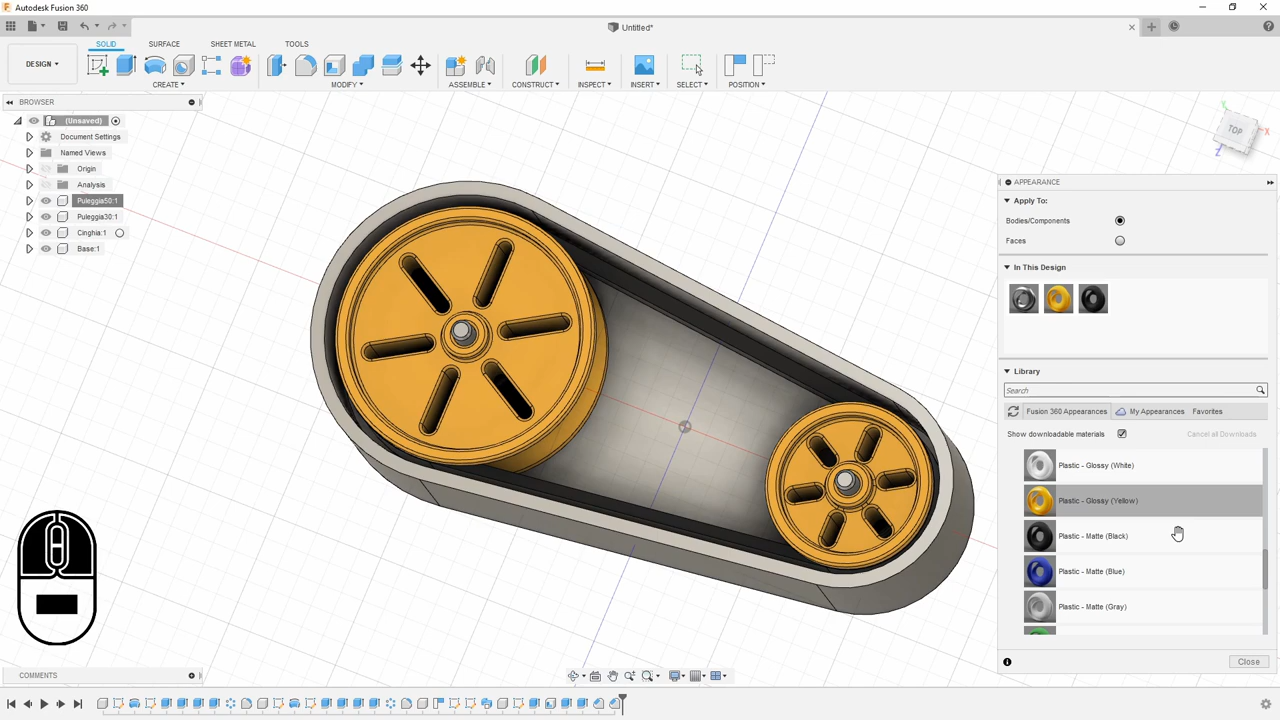 Autodesk Fusion 360
Untitled*
DESIGN
SOLID SURFACE SHEET METAL TOOLS
CREATE MODIFY ASSEMBLE CONSTRUCT INSPECT INSERT SELECT POSITION
BROWSER
(Unsaved)
Document Settings
Named Views
Origin
Analysis
Puleggia50:1
Puleggia30:1
Cinghia:1
Base:1
Y
TOP
X
Z
APPEARANCE
Apply To:
Bodies/Components
Faces
In This Design
Library
Search
Fusion 360 Appearances My Appearances Favorites
Show downloadable materials Cancel all Downloads
Plastic - Glossy (White)
Plastic - Glossy (Yellow)
Plastic - Matte (Black)
Plastic - Matte (Blue)
Plastic - Matte (Gray)
Close
COMMENTS